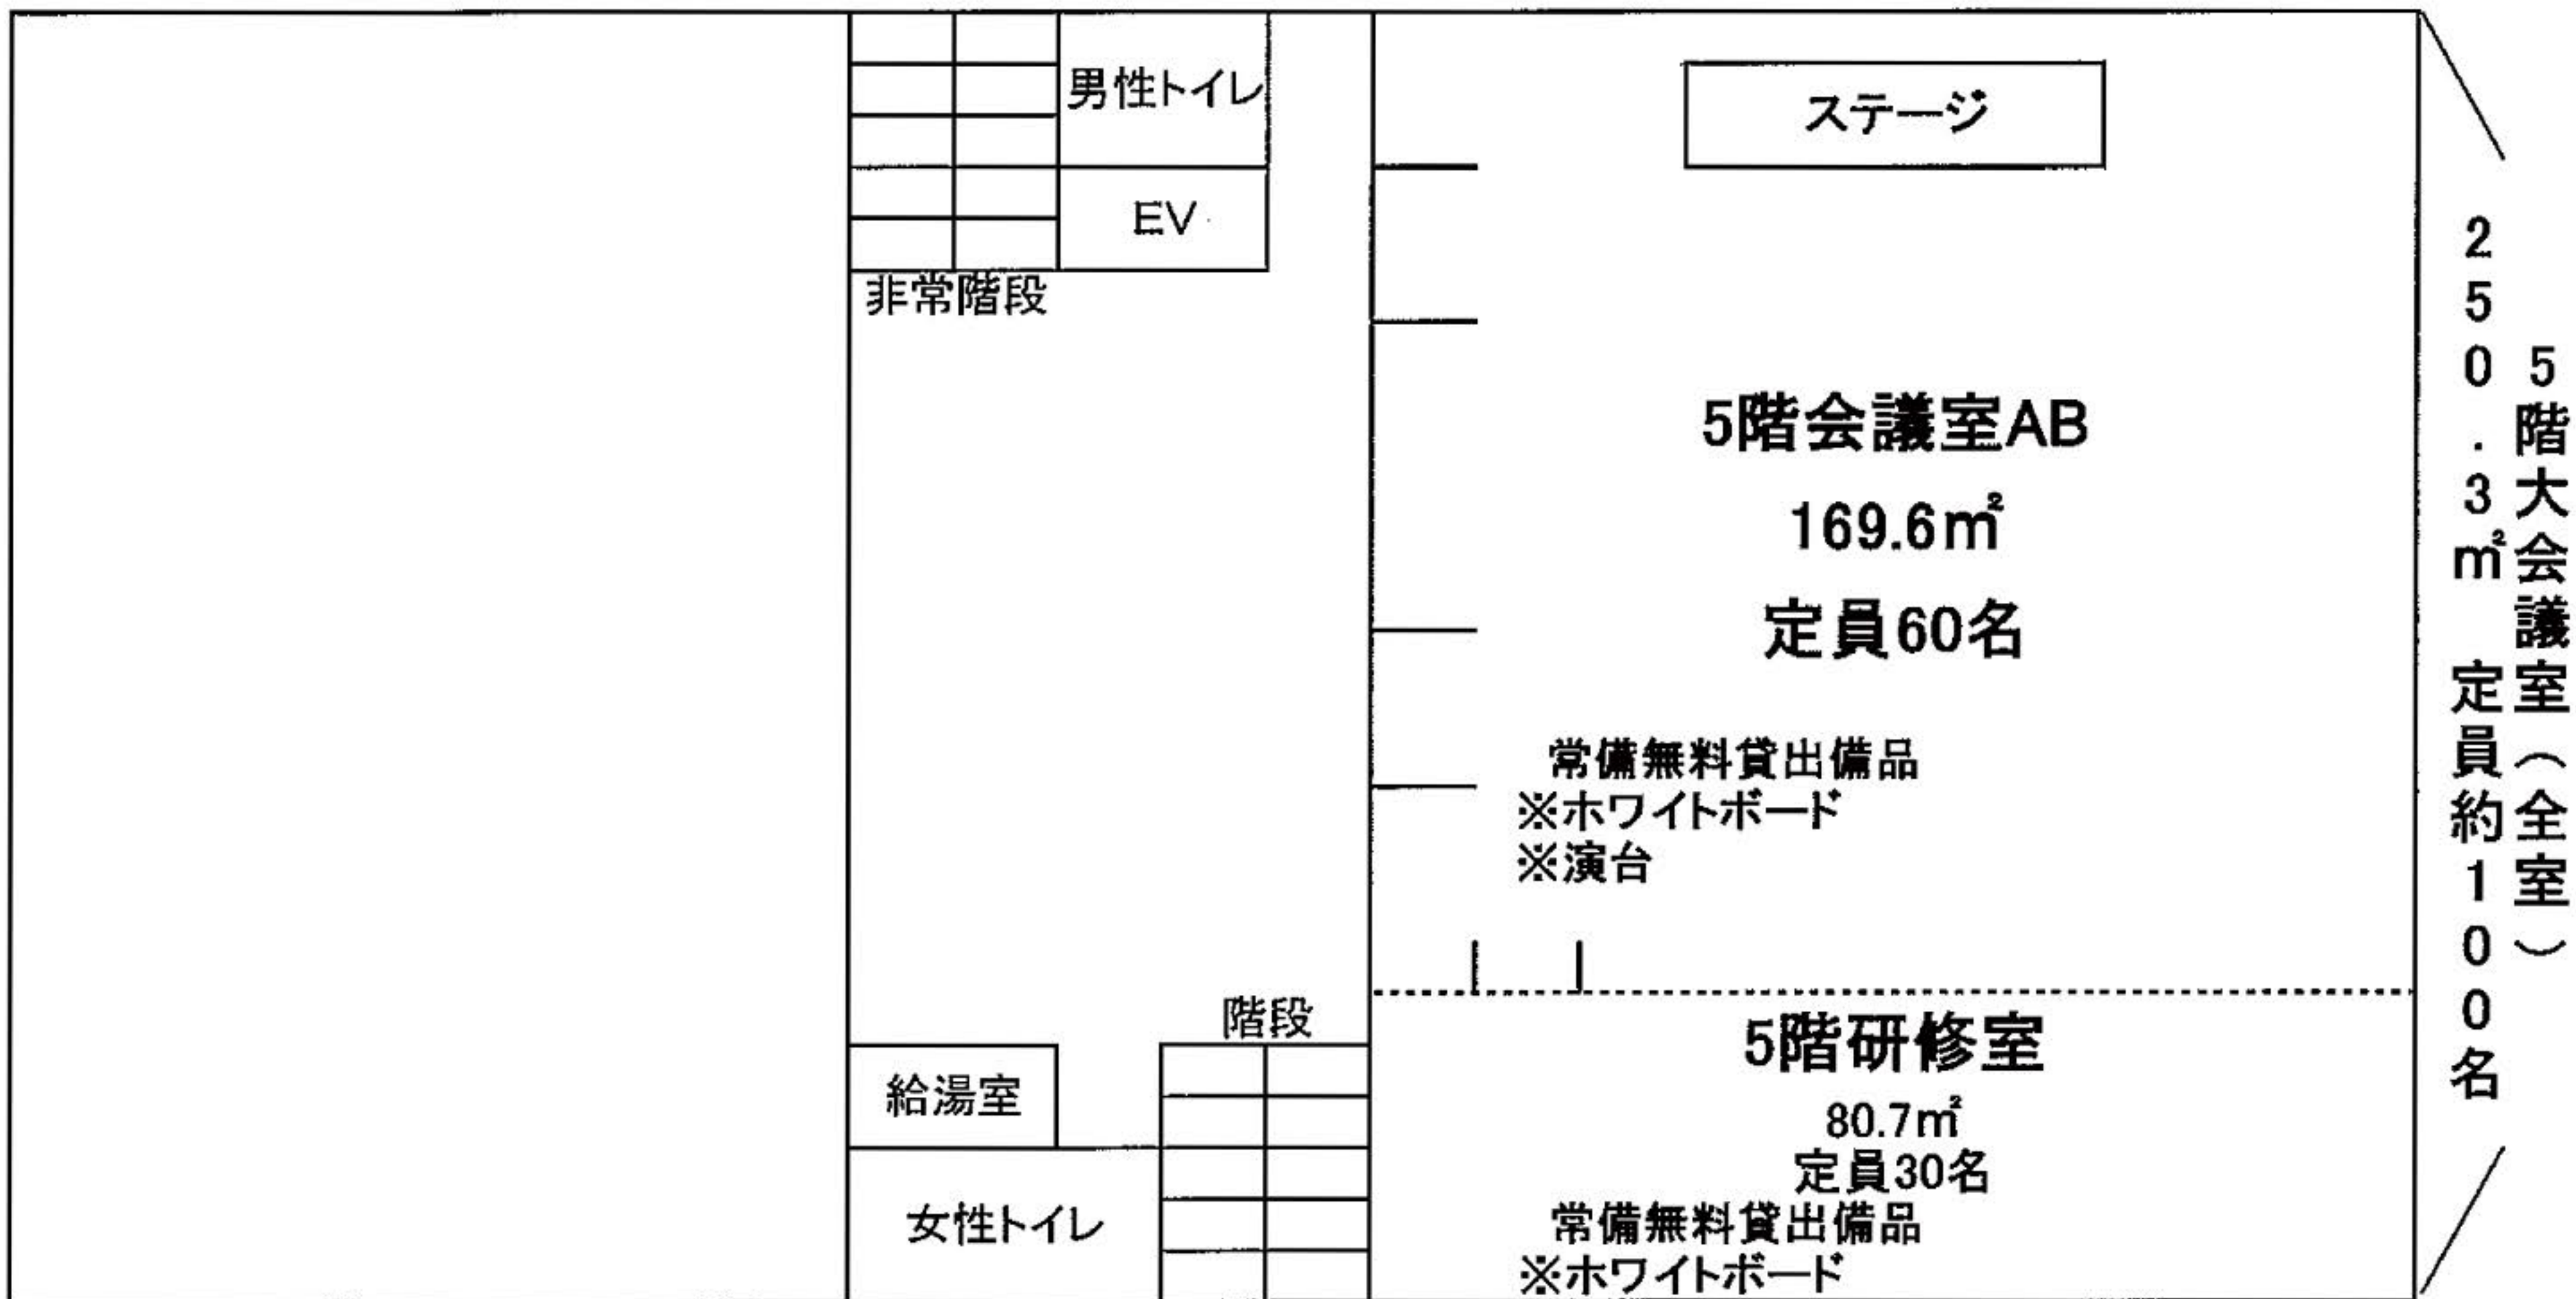 男性トイレ
EV
非常階段
階段
給湯室
女性トイレ
ステージ
5階会議室AB
169.6㎡
定員60名
常備無料貸出備品
※ホワイトボード
※演台
5階研修室
80.7㎡
定員30名
常備無料貸出備品
※ホワイトボード
5階大会議室（全室）
250.3㎡　定員約100名